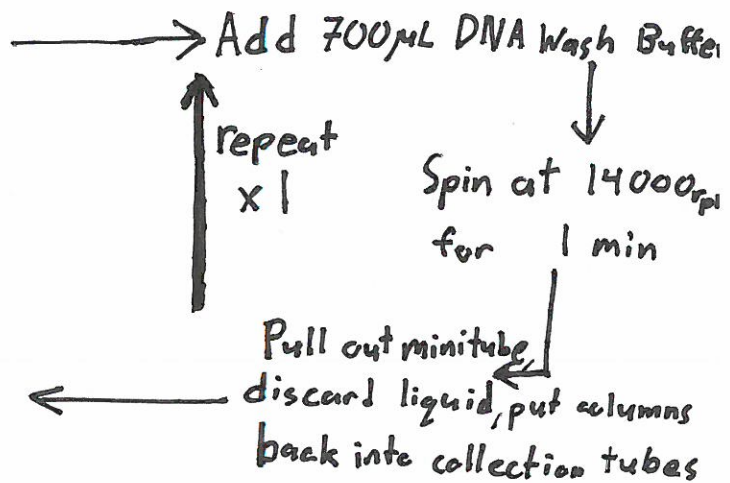 Add 700μL DNA Wash Buffer
repeat
x 1
Spin at 14000
for 1 min
Pull out minitube,
discard liquid, put columns
back into collection tubes